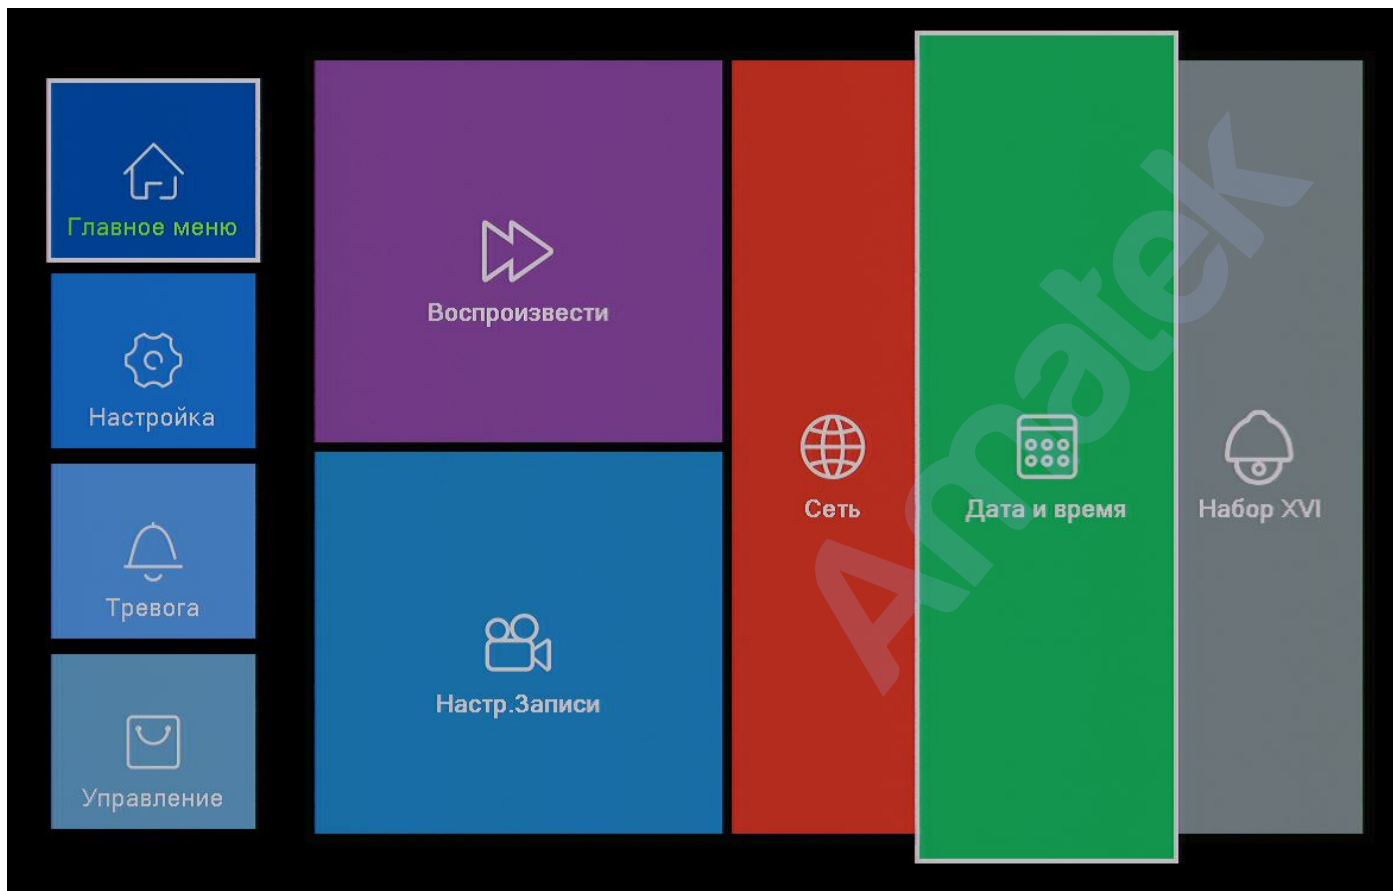 Главное меню
Настройка
Тревога
Управление
Воспроизвести
Настр.Записи
Сеть
Дата и время
Набор XVI
Amatek